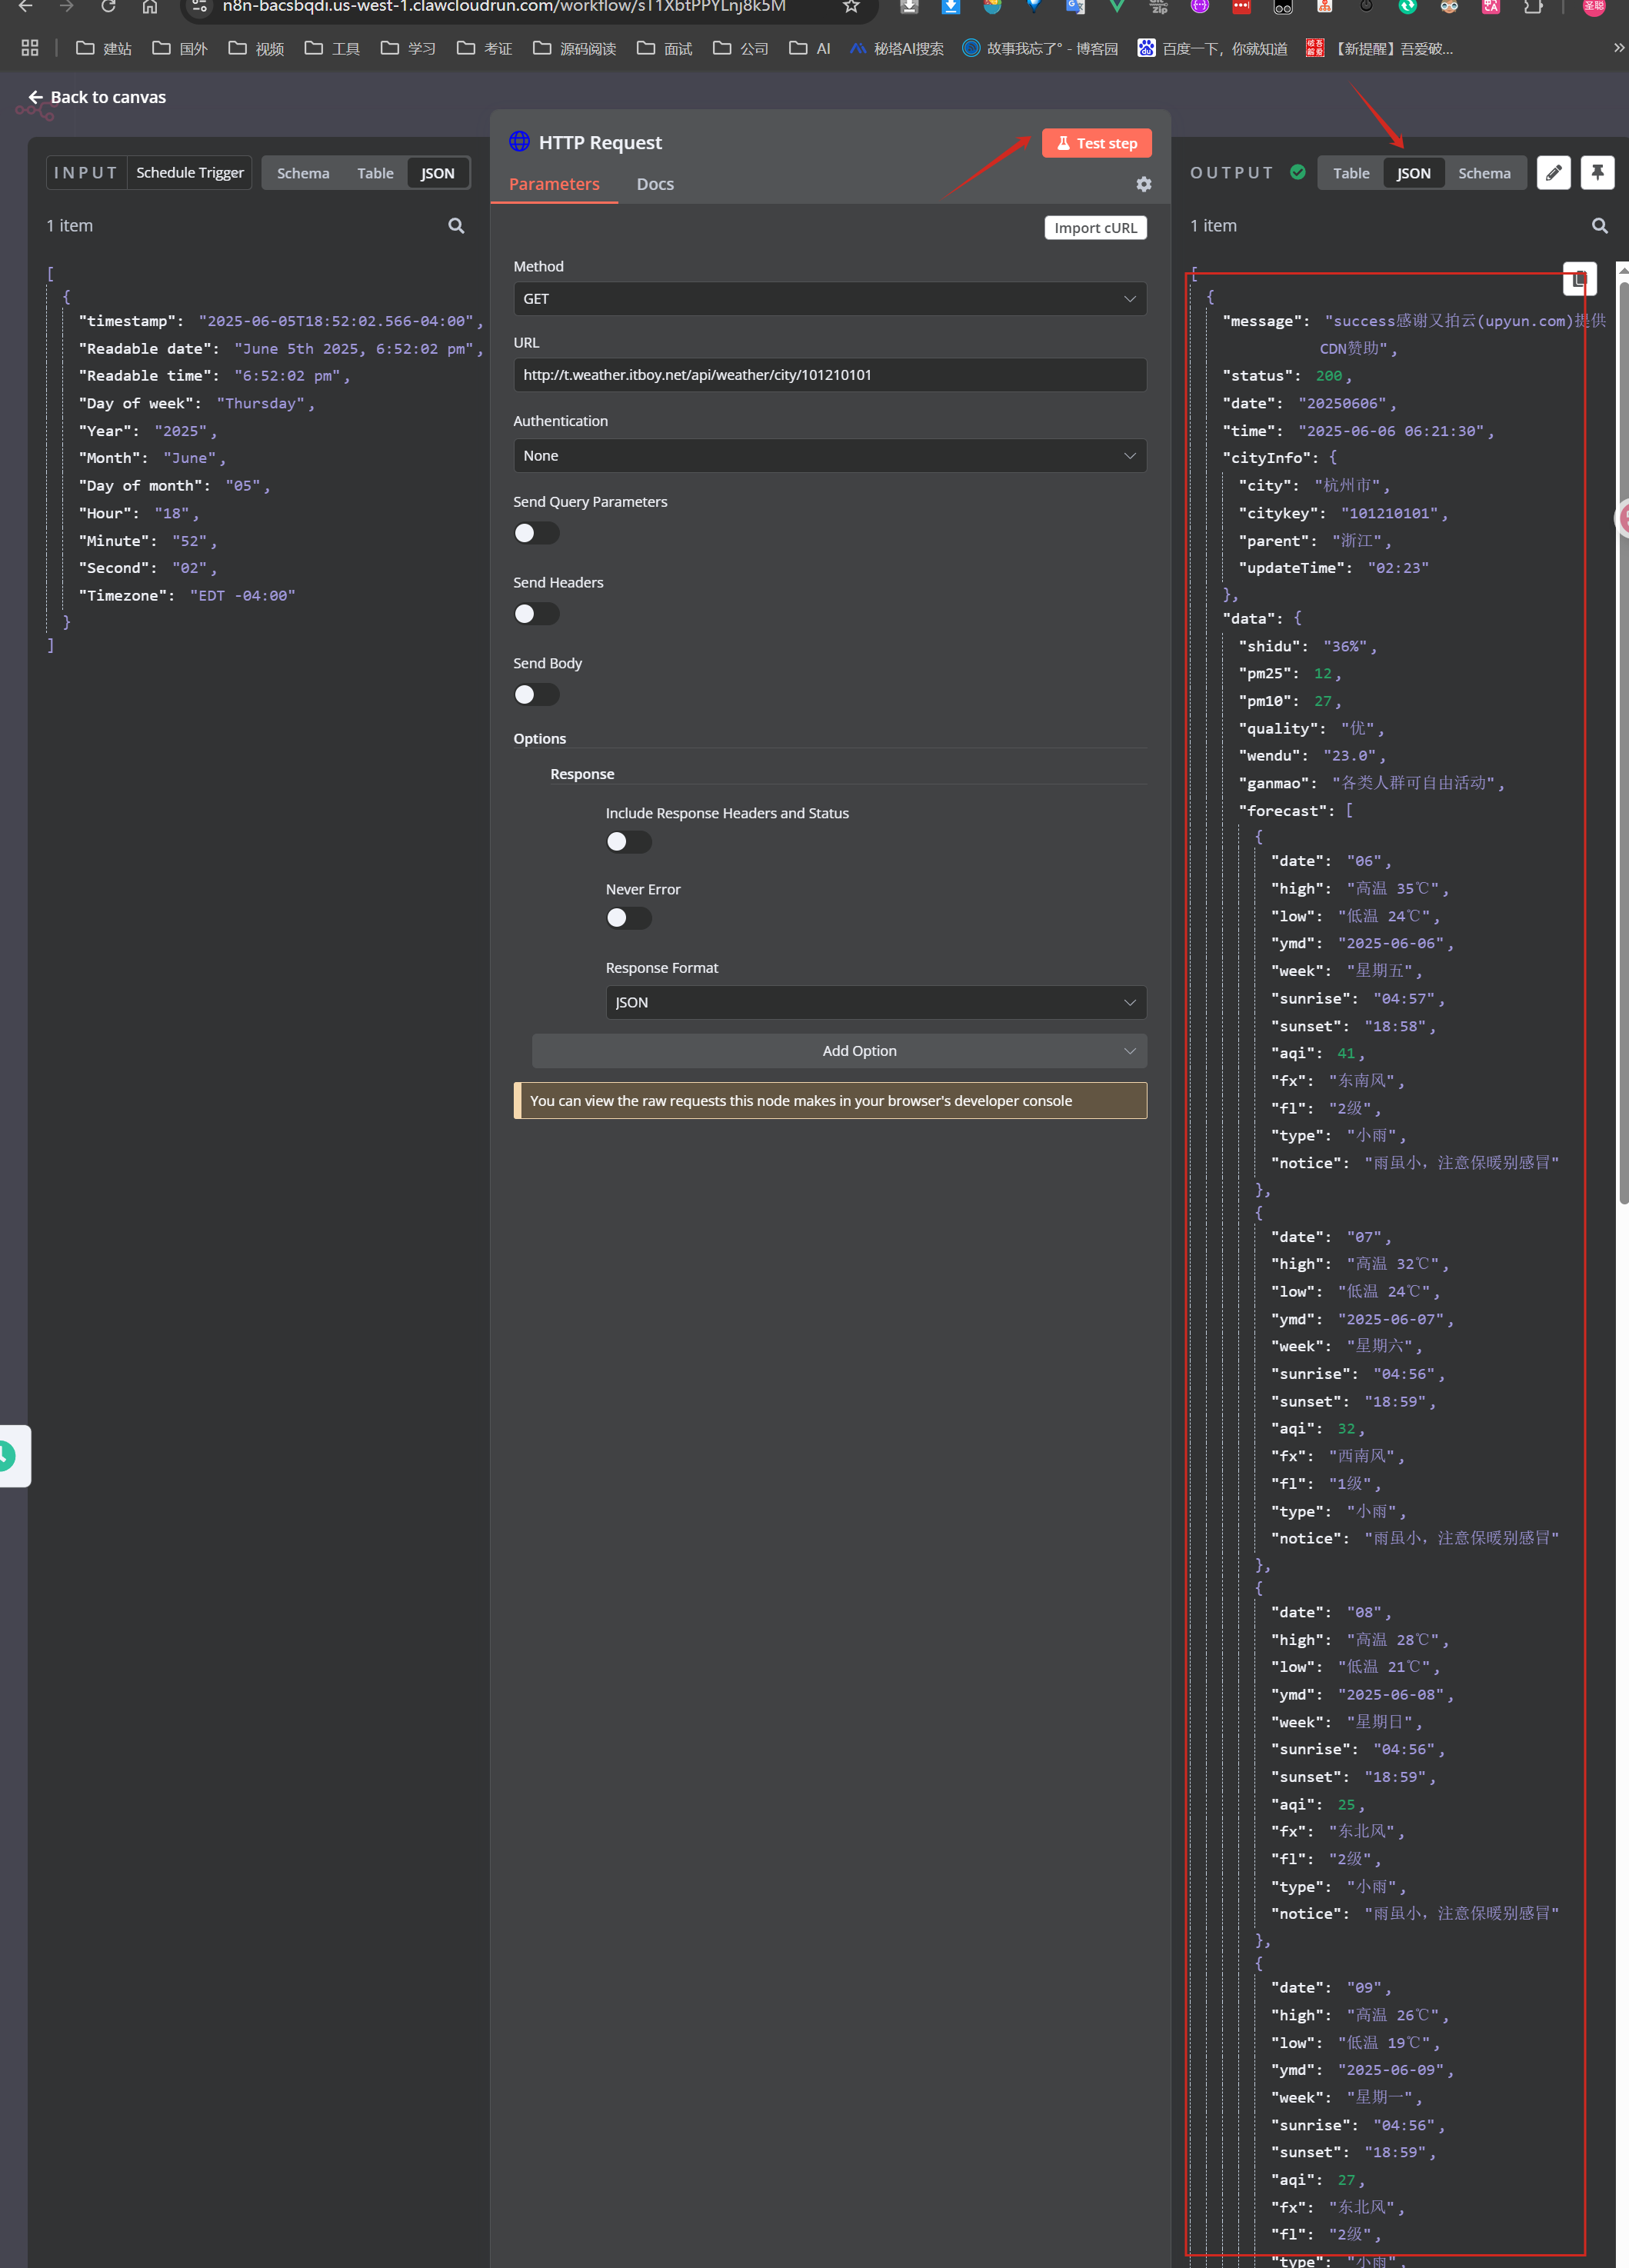 n8n-bacsbqdi.us-west-1.clawcloudrun.com/workflow/sT1XbtPPYLnj8k5M
建站 国外 视频 工具 学习 考证 源码阅读 面试 公司 AI 秘塔AI搜索 故事我忘了° - 博客园 百度一下，你就知道 【新提醒】吾爱破...
Back to canvas
INPUT Schedule Trigger Schema Table JSON
1 item
[
{
"timestamp": "2025-06-05T18:52:02.566-04:00",
"Readable date": "June 5th 2025, 6:52:02 pm",
"Readable time": "6:52:02 pm",
"Day of week": "Thursday",
"Year": "2025",
"Month": "June",
"Day of month": "05",
"Hour": "18",
"Minute": "52",
"Second": "02",
"Timezone": "EDT -04:00"
}
]
HTTP Request
Test step
Parameters Docs
Import cURL
Method
GET
URL
http://t.weather.itboy.net/api/weather/city/101210101
Authentication
None
Send Query Parameters
Send Headers
Send Body
Options
Response
Include Response Headers and Status
Never Error
Response Format
JSON
Add Option
You can view the raw requests this node makes in your browser's developer console
OUTPUT Table JSON Schema
1 item
[
{
"message": "success感谢又拍云(upyun.com)提供
CDN赞助",
"status": 200,
"date": "20250606",
"time": "2025-06-06 06:21:30",
"cityInfo": {
"city": "杭州市",
"citykey": "101210101",
"parent": "浙江",
"updateTime": "02:23"
},
"data": {
"shidu": "36%",
"pm25": 12,
"pm10": 27,
"quality": "优",
"wendu": "23.0",
"ganmao": "各类人群可自由活动",
"forecast": [
{
"date": "06",
"high": "高温 35℃",
"low": "低温 24℃",
"ymd": "2025-06-06",
"week": "星期五",
"sunrise": "04:57",
"sunset": "18:58",
"aqi": 41,
"fx": "东南风",
"fl": "2级",
"type": "小雨",
"notice": "雨虽小，注意保暖别感冒"
},
{
"date": "07",
"high": "高温 32℃",
"low": "低温 24℃",
"ymd": "2025-06-07",
"week": "星期六",
"sunrise": "04:56",
"sunset": "18:59",
"aqi": 32,
"fx": "西南风",
"fl": "1级",
"type": "小雨",
"notice": "雨虽小，注意保暖别感冒"
},
{
"date": "08",
"high": "高温 28℃",
"low": "低温 21℃",
"ymd": "2025-06-08",
"week": "星期日",
"sunrise": "04:56",
"sunset": "18:59",
"aqi": 25,
"fx": "东北风",
"fl": "2级",
"type": "小雨",
"notice": "雨虽小，注意保暖别感冒"
},
{
"date": "09",
"high": "高温 26℃",
"low": "低温 19℃",
"ymd": "2025-06-09",
"week": "星期一",
"sunrise": "04:56",
"sunset": "18:59",
"aqi": 27,
"fx": "东北风",
"fl": "2级",
"type": "小雨",